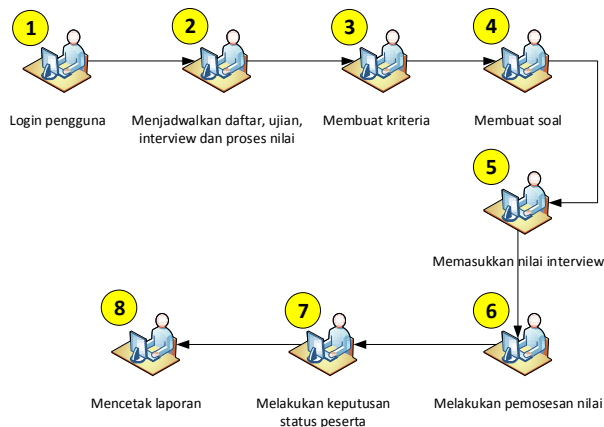 1
Login pengguna
2
Menjadwalkan daftar, ujian,
interview dan proses nilai
3
Membuat kriteria
4
Membuat soal
5
Memasukkan nilai interview
6
Melakukan pemosesan nilai
7
Melakukan keputusan
status peserta
8
Mencetak laporan